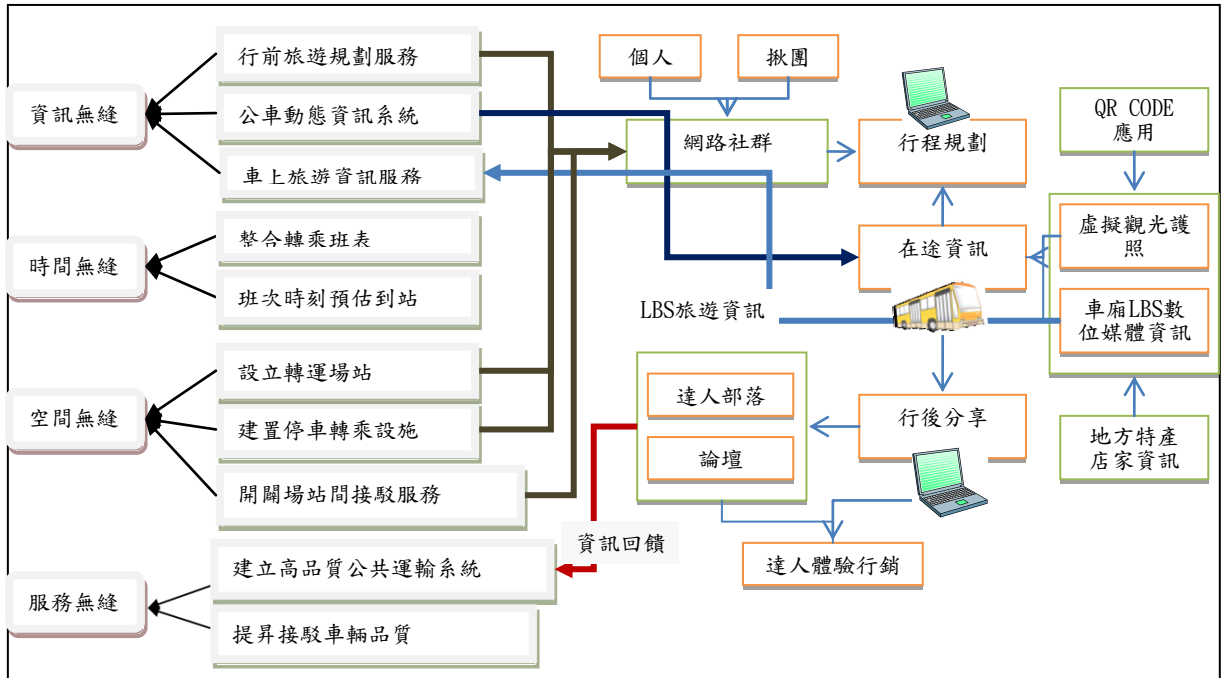 資訊無縫
行前旅遊規劃服務
公車動態資訊系統
車上旅遊資訊服務
時間無縫
整合轉乘班表
班次時刻預估到站
空間無縫
設立轉運場站
建置停車轉乘設施
開闢場站間接駁服務
服務無縫
建立高品質公共運輸系統
提昇接駁車輛品質
個人
揪團
網路社群
行程規劃
QR CODE
應用
在途資訊
虛擬觀光護
照
LBS旅遊資訊
車廂LBS數
位媒體資訊
達人部落
論壇
行後分享
地方特產
店家資訊
資訊回饋
達人體驗行銷